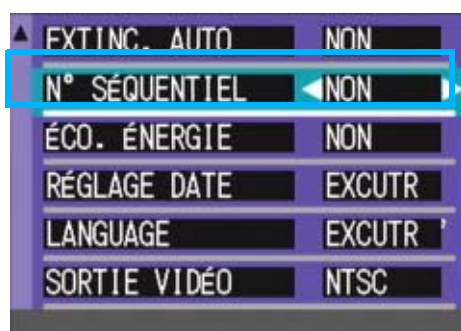 EXTINC. AUTO NON
N° SÉQUENTIEL NON
ÉCO. ÉNERGIE NON
RÉGLAGE DATE EXCUTR
LANGUAGE EXCUTR
SORTIE VIDÉO NTSC